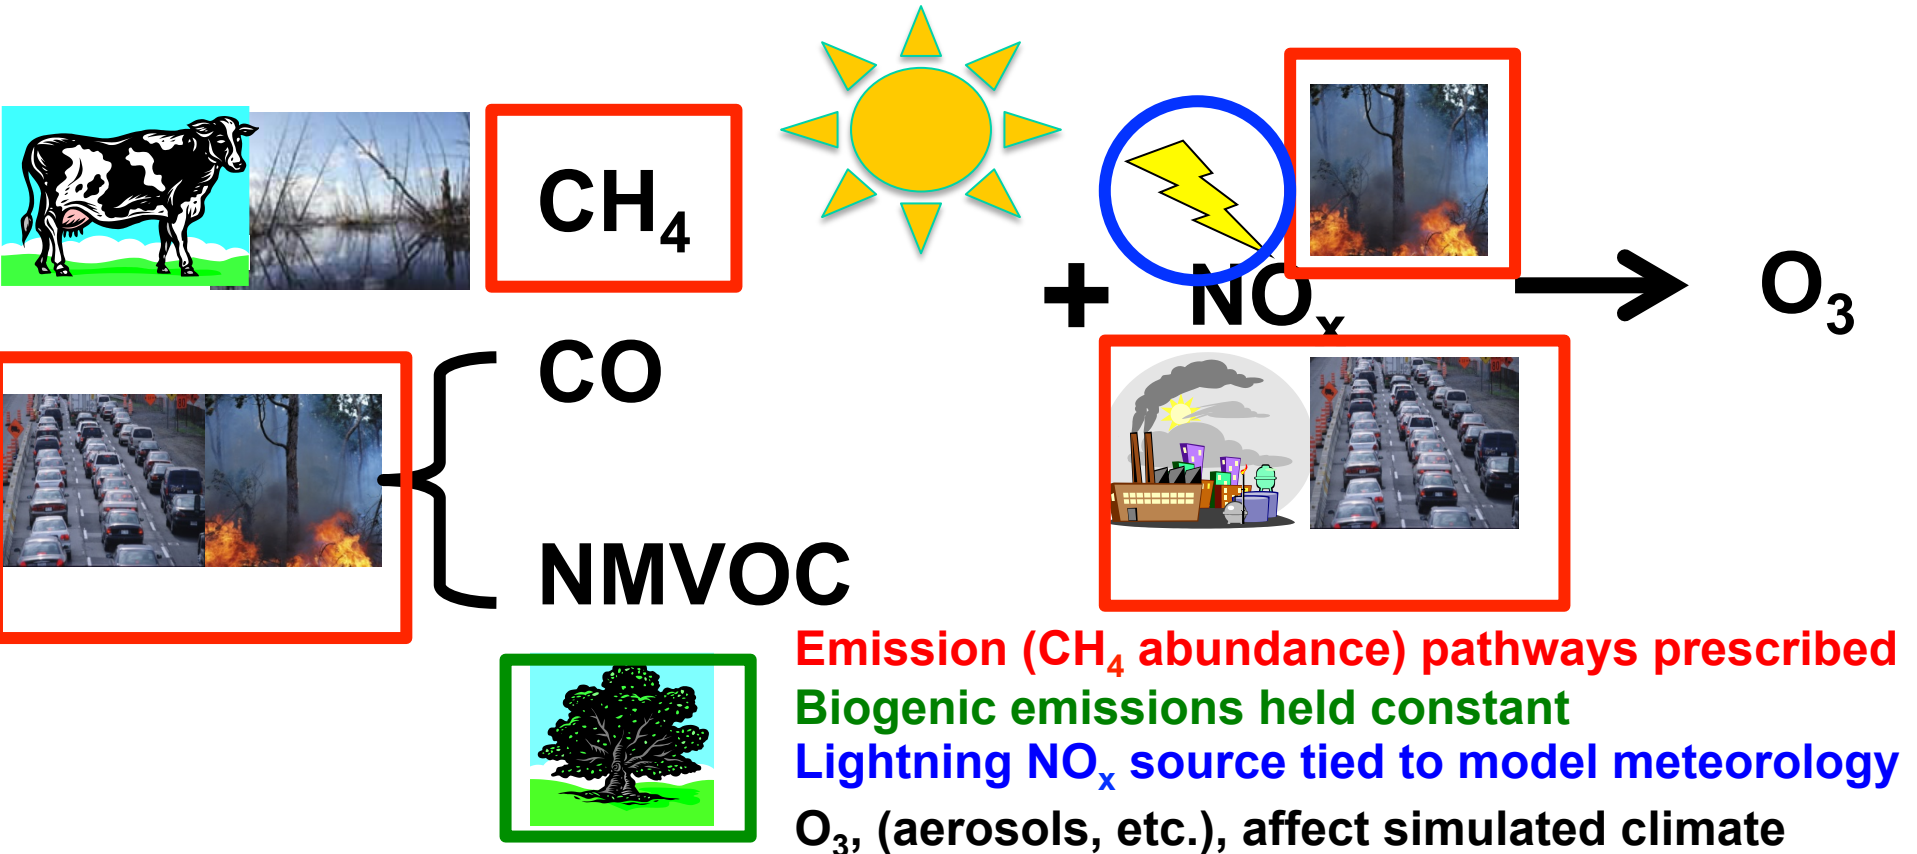 CH₄
+ NOₓ → O₃
CO
NMVOC
Emission (CH₄ abundance) pathways prescribed
Biogenic emissions held constant
Lightning NOₓ source tied to model meteorology
O₃, (aerosols, etc.), affect simulated climate